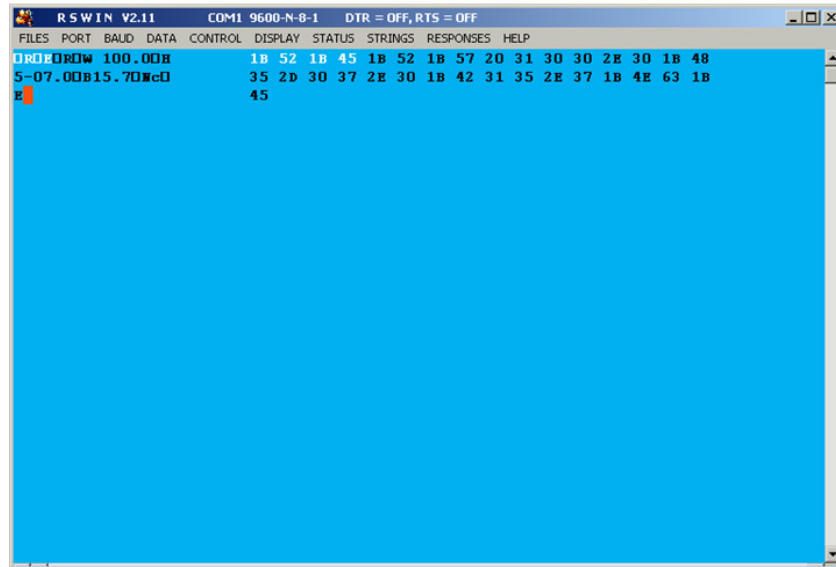 R S W I N V2.11 COM1 9600-N-8-1 DTR = OFF, RTS = OFF
FILES PORT BAUD DATA CONTROL DISPLAY STATUS STRINGS RESPONSES HELP
□R□E□R□W 100.0□H 1B 52 1B 45 1B 52 1B 57 20 31 30 30 2E 30 1B 48
5-07.0□B15.7□Nc□ 35 2D 30 37 2E 30 1B 42 31 35 2E 37 1B 4E 63 1B
E 45